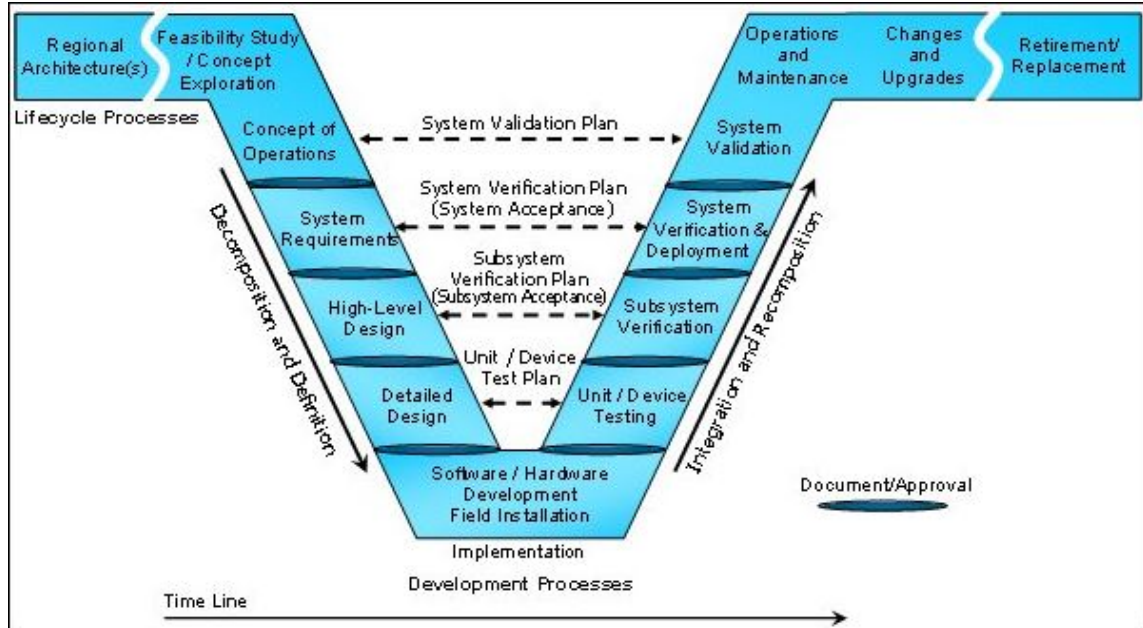 Regional
Architecture(s)
Feasibility Study
/ Concept
Exploration
Operations
and
Maintenance
Changes
and
Upgrades
Retirement/
Replacement
Lifecycle Processes
Concept of
Operations
System Validation Plan
System
Validation
System
Requirements
System Verification Plan
(System Acceptance)
System
Verification &
Deployment
High-Level
Design
Subsystem
Verification Plan
(Subsystem Acceptance)
Subsystem
Verification
Detailed
Design
Unit / Device
Test Plan
Unit / Device
Testing
Decomposition and Definition
Integration and Recomposition
Software / Hardware
Development
Field Installation
Document/Approval
Implementation
Development Processes
Time Line